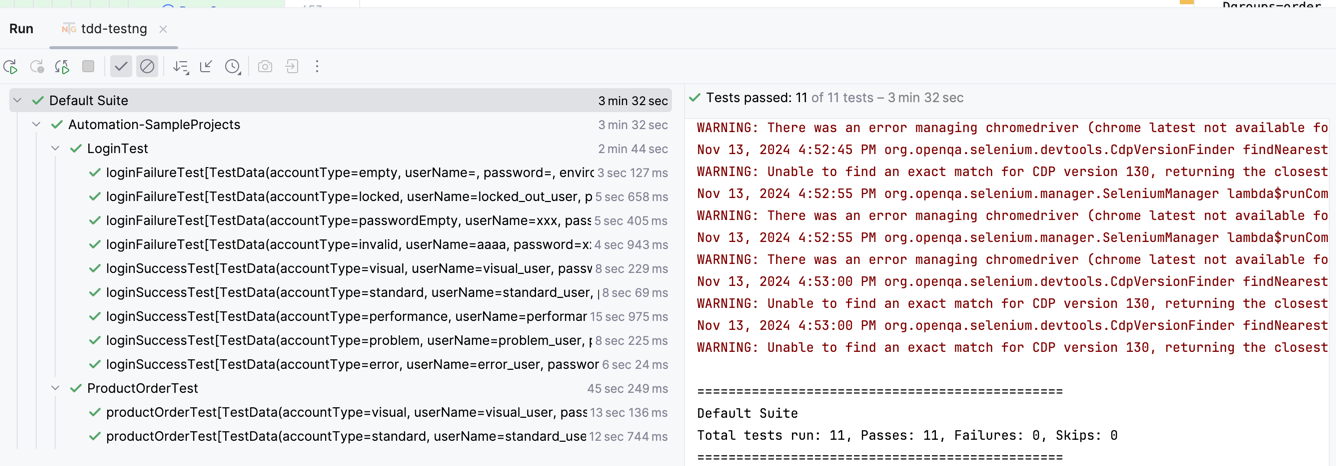 Dgroups=order
Run
NG tdd-testng
Default Suite 3 min 32 sec
Automation-SampleProjects 3 min 32 sec
LoginTest 2 min 44 sec
loginFailureTest[TestData(accountType=empty, userName=, password=, enviro 3 sec 127 ms
loginFailureTest[TestData(accountType=locked, userName=locked_out_user, p 5 sec 658 ms
loginFailureTest[TestData(accountType=passwordEmpty, userName=xxx, pass 5 sec 405 ms
loginFailureTest[TestData(accountType=invalid, userName=aaaa, password=x 4 sec 943 ms
loginSuccessTest[TestData(accountType=visual, userName=visual_user, passw 8 sec 229 ms
loginSuccessTest[TestData(accountType=standard, userName=standard_user, 8 sec 69 ms
loginSuccessTest[TestData(accountType=performance, userName=performar 15 sec 975 ms
loginSuccessTest[TestData(accountType=problem, userName=problem_user, 8 sec 225 ms
loginSuccessTest[TestData(accountType=error, userName=error_user, passwor 6 sec 24 ms
ProductOrderTest 45 sec 249 ms
productOrderTest[TestData(accountType=visual, userName=visual_user, pass 13 sec 136 ms
productOrderTest[TestData(accountType=standard, userName=standard_use 12 sec 744 ms
Tests passed: 11 of 11 tests – 3 min 32 sec
WARNING: There was an error managing chromedriver (chrome latest not available fo
Nov 13, 2024 4:52:45 PM org.openqa.selenium.devtools.CdpVersionFinder findNearest
WARNING: Unable to find an exact match for CDP version 130, returning the closest
Nov 13, 2024 4:52:55 PM org.openqa.selenium.manager.SeleniumManager lambda$runCom
WARNING: There was an error managing chromedriver (chrome latest not available fo
Nov 13, 2024 4:52:55 PM org.openqa.selenium.manager.SeleniumManager lambda$runCom
WARNING: There was an error managing chromedriver (chrome latest not available fo
Nov 13, 2024 4:53:00 PM org.openqa.selenium.devtools.CdpVersionFinder findNearest
WARNING: Unable to find an exact match for CDP version 130, returning the closest
Nov 13, 2024 4:53:00 PM org.openqa.selenium.devtools.CdpVersionFinder findNearest
WARNING: Unable to find an exact match for CDP version 130, returning the closest
===============================================
Default Suite
Total tests run: 11, Passes: 11, Failures: 0, Skips: 0
===============================================